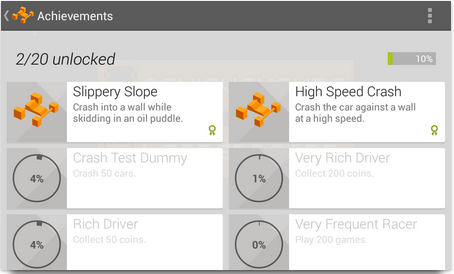 Achievements
2/20 unlocked
10%
Slippery Slope
Crash into a wall while
skidding in an oil puddle.
High Speed Crash
Crash the car against a wall
at a high speed.
4%
Crash Test Dummy
Crash 50 cars.
1%
Very Rich Driver
Collect 200 coins.
4%
Rich Driver
Collect 50 coins.
0%
Very Frequent Racer
Play 200 games.